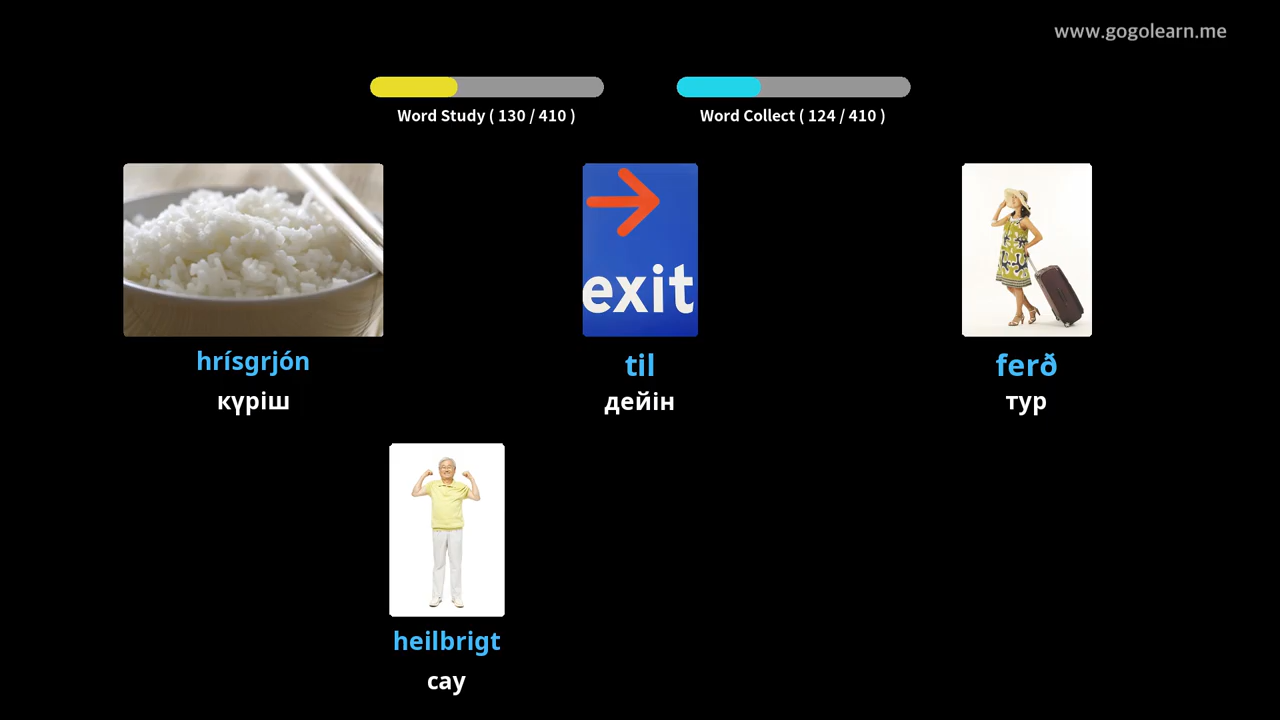 www.gogolearn.me
Word Study ( 130 / 410 )
Word Collect ( 124 / 410 )
exit
hrísgrjón
til
ferð
күріш
дейін
тур
heilbrigt
сау